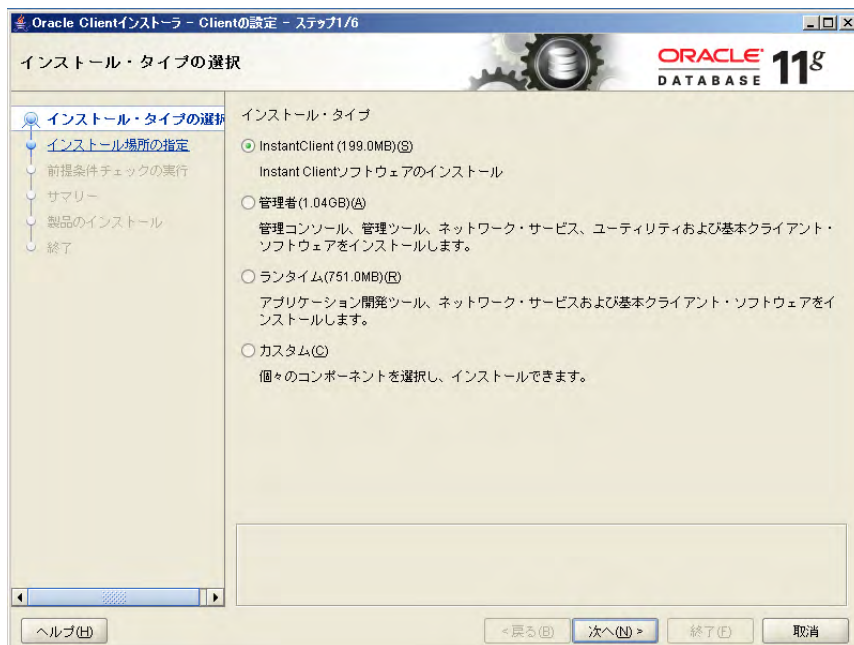 Oracle Clientインストーラ - Clientの設定 - ステップ1/6
インストール・タイプの選択
ORACLE
DATABASE
11g
インストール・タイプの選択
インストール場所の指定
前提条件チェックの実行
サマリー
製品のインストール
終了
インストール・タイプ
InstantClient (199.0MB)(S)
Instant Clientソフトウェアのインストール
管理者(1.04GB)(A)
管理コンソール、管理ツール、ネットワーク・サービス、ユーティリティおよび基本クライアント・
ソフトウェアをインストールします。
ランタイム(751.0MB)(R)
アプリケーション開発ツール、ネットワーク・サービスおよび基本クライアント・ソフトウェアをイ
ンストールします。
カスタム(C)
個々のコンポーネントを選択し、インストールできます。
ヘルプ(H)
<戻る(B)
次へ(N) >
終了(F)
取消